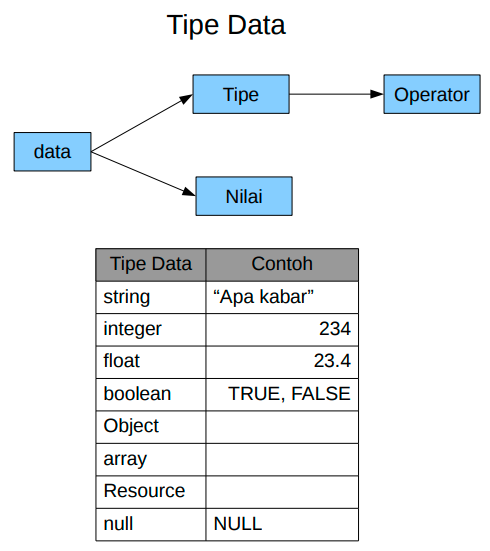 Tipe Data
Tipe
Operator
data
Nilai
Tipe Data Contoh
string “Apa kabar”
integer 234
float 23.4
boolean TRUE, FALSE
Object
array
Resource
null NULL